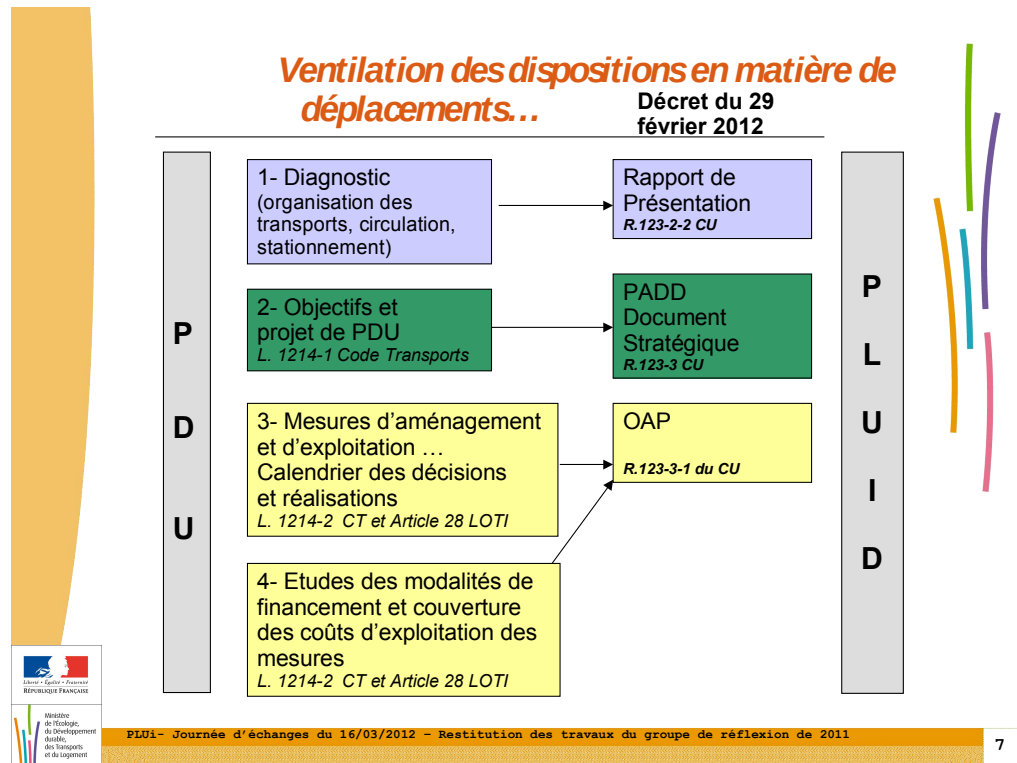 Ventilation des dispositions en matière de
déplacements…
Décret du 29
février 2012
P
D
U
1- Diagnostic
(organisation des
transports, circulation,
stationnement)
Rapport de
Présentation
R.123-2-2 CU
2- Objectifs et
projet de PDU
L. 1214-1 Code Transports
PADD
Document
Stratégique
R.123-3 CU
3- Mesures d’aménagement
et d’exploitation …
Calendrier des décisions
et réalisations
L. 1214-2 CT et Article 28 LOTI
OAP
R.123-3-1 du CU
4- Etudes des modalités de
financement et couverture
des coûts d’exploitation des
mesures
L. 1214-2 CT et Article 28 LOTI
P
L
U
I
D
Liberté • Égalité • Fraternité
RÉPUBLIQUE FRANÇAISE
Ministère
de l'Écologie,
du Développement
durable,
des Transports
et du Logement
PLUi- Journée d’échanges du 16/03/2012 – Restitution des travaux du groupe de réflexion de 2011
7